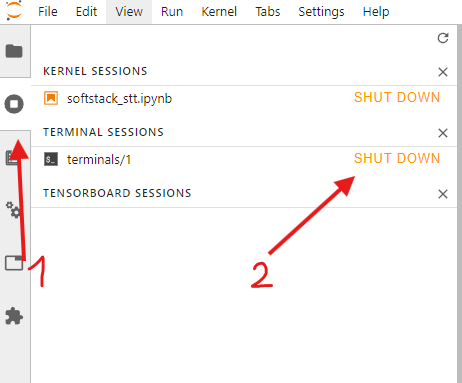 File Edit View Run Kernel Tabs Settings Help
KERNEL SESSIONS
softstack_stt.ipynb SHUT DOWN
TERMINAL SESSIONS
$_ terminals/1 SHUT DOWN
TENSORBOARD SESSIONS
1 2